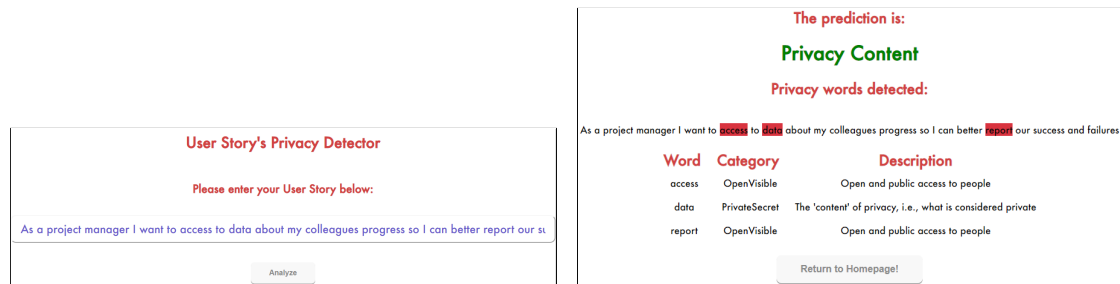 User Story's Privacy Detector
Please enter your User Story below:
As a project manager I want to access to data about my colleagues progress so I can better report our su
Analyze
The prediction is:
Privacy Content
Privacy words detected:
As a project manager I want to access to data about my colleagues progress so I can better report our success and failures
Word Category Description
access OpenVisible Open and public access to people
data PrivateSecret The 'content' of privacy, i.e., what is considered private
report OpenVisible Open and public access to people
Return to Homepage!